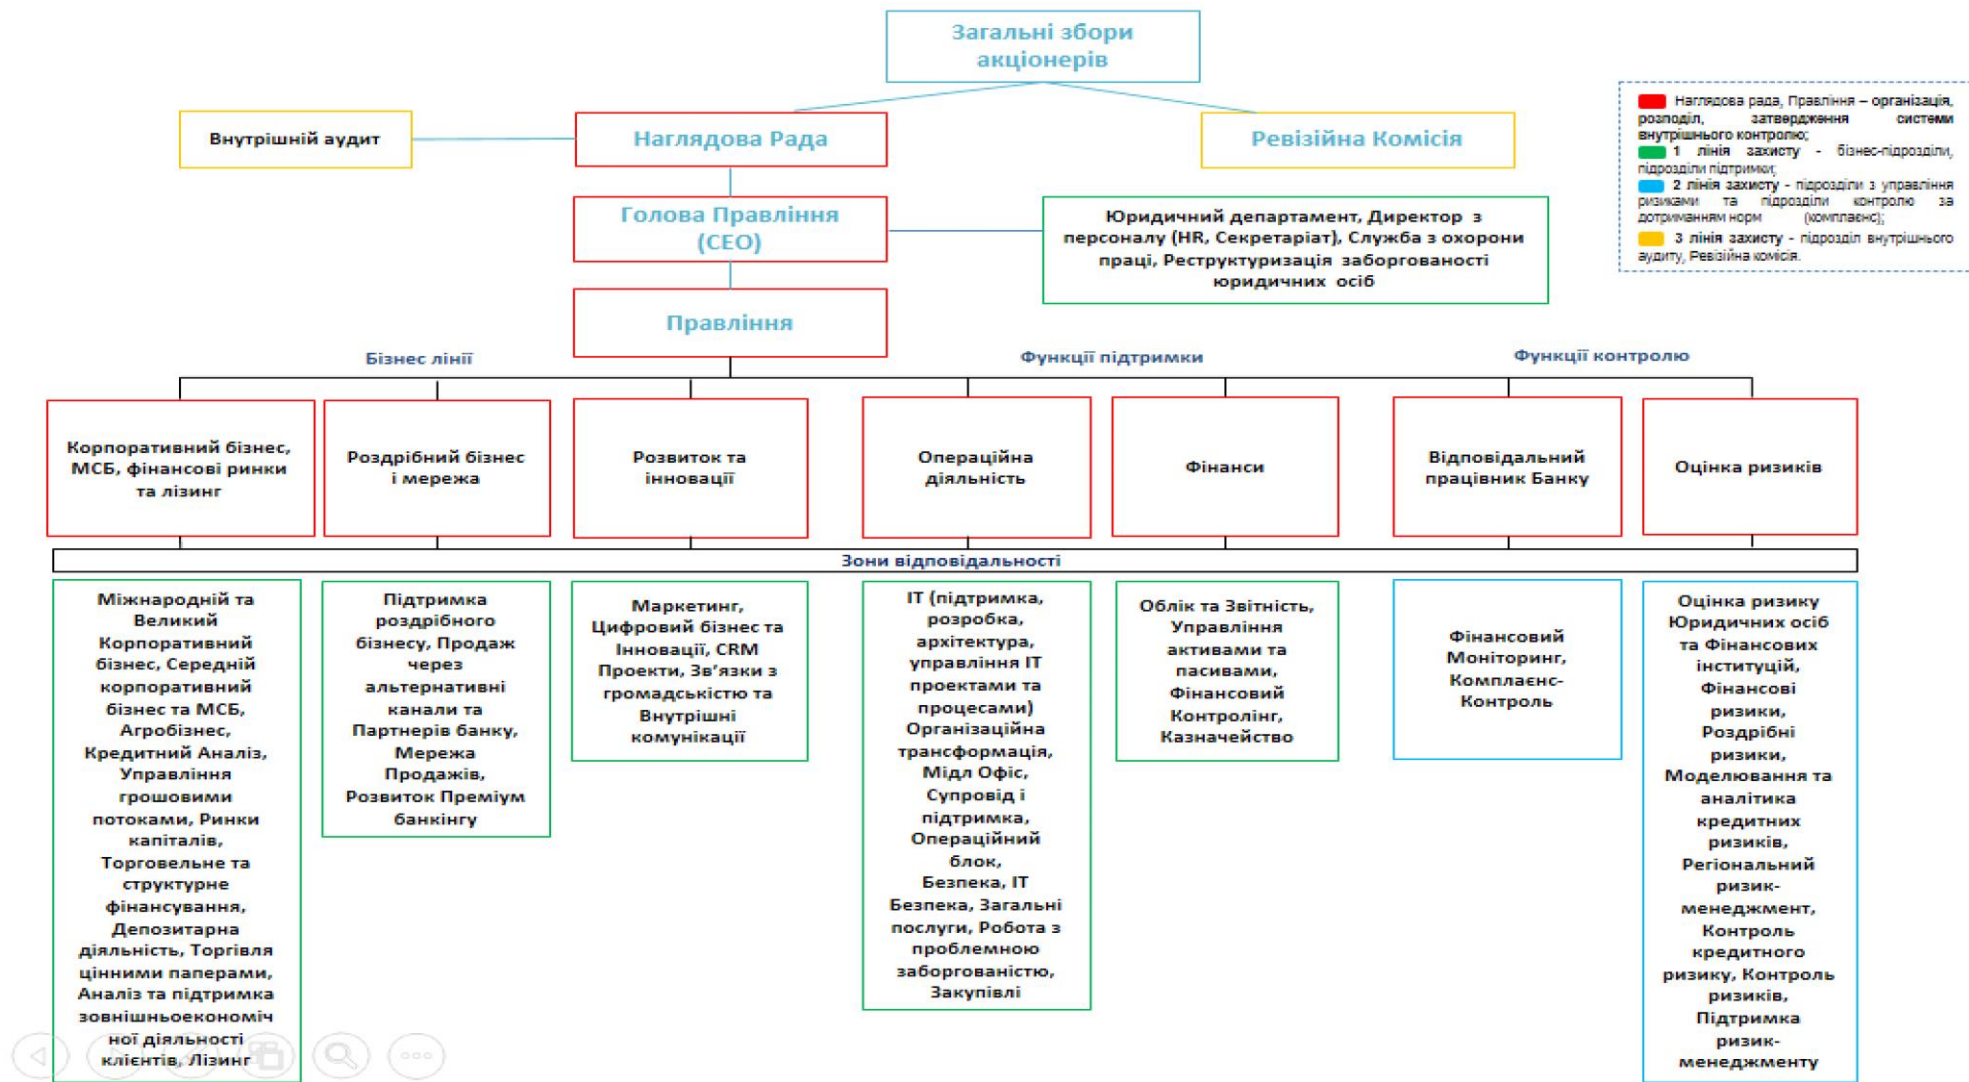 Загальні збори
акціонерів
Внутрішній аудит
Наглядова Рада
Ревізійна Комісія
Наглядова рада, Правління – організація,
розподіл, затвердження системи
внутрішнього контролю;
1 лінія захисту - бізнес-підрозділи,
підрозділи підтримки;
2 лінія захисту - підрозділи з управління
ризиками та підрозділи контролю за
дотриманням норм (комплаєнс);
3 лінія захисту - підрозділ внутрішнього
аудиту, Ревізійна комісія.
Голова Правління
(CEO)
Юридичний департамент, Директор з
персоналу (HR, Секретаріат), Служба з охорони
праці, Реструктуризація заборгованості
юридичних осіб
Правління
Бізнес лінії
Функції підтримки
Функції контролю
Корпоративний бізнес,
МСБ, фінансові ринки
та лізинг
Роздрібний бізнес
і мережа
Розвиток та
інновації
Операційна
діяльність
Фінанси
Відповідальний
працівник Банку
Оцінка ризиків
Зони відповідальності
Міжнародній та
Великий
Корпоративний
бізнес, Середній
корпоративний
бізнес та МСБ,
Агробізнес,
Кредитний Аналіз,
Управління
грошовими
потоками, Ринки
капіталів,
Торговельне та
структурне
фінансування,
Депозитарна
діяльність, Торгівля
цінними паперами,
Аналіз та підтримка
зовнішньоекономіч
ної діяльності
клієнтів, Лізинг
Підтримка
роздрібного
бізнесу, Продаж
через
альтернативні
канали та
Партнерів банку,
Мережа
Продажів,
Розвиток Преміум
банкінгу
Маркетинг,
Цифровий бізнес та
Інновації, CRM
Проекти, Зв’язки з
громадськістю та
Внутрішні
комунікації
ІТ (підтримка,
розробка,
архітектура,
управління ІТ
проектами та
процесами)
Організаційна
трансформація,
Мідл Офіс,
Супровід і
підтримка,
Операційний
блок,
Безпека, ІТ
Безпека, Загальні
послуги, Робота з
проблемною
заборгованістю,
Закупівлі
Облік та Звітність,
Управління
активами та
пасивами,
Фінансовий
Контролінг,
Казначейство
Фінансовий
Моніторинг,
Комплаєнс-
Контроль
Оцінка ризику
Юридичних осіб
та Фінансових
інституцій,
Фінансові
ризики,
Роздрібні
ризики,
Моделювання та
аналітика
кредитних
ризиків,
Регіональний
ризик-
менеджмент,
Контроль
кредитного
ризику, Контроль
ризиків,
Підтримка
ризик-
менеджменту